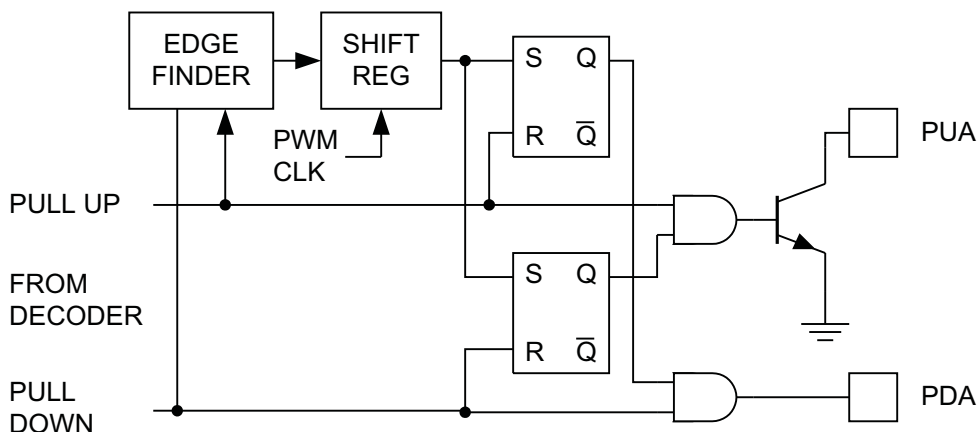 EDGE
FINDER
SHIFT
REG
S Q
R Q̅
PUA
PWM
CLK
PULL UP
FROM
DECODER
S Q
R Q̅
PULL
DOWN
PDA